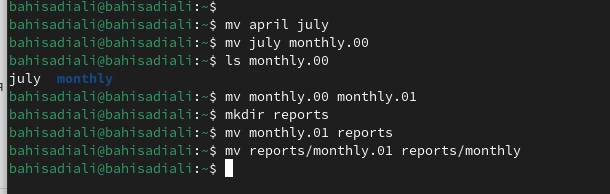 bahisadiali@bahisadiali:~$
bahisadiali@bahisadiali:~$ mv april july
bahisadiali@bahisadiali:~$ mv july monthly.00
bahisadiali@bahisadiali:~$ ls monthly.00
july  monthly
bahisadiali@bahisadiali:~$ mv monthly.00 monthly.01
bahisadiali@bahisadiali:~$ mkdir reports
bahisadiali@bahisadiali:~$ mv monthly.01 reports
bahisadiali@bahisadiali:~$ mv reports/monthly.01 reports/monthly
bahisadiali@bahisadiali:~$